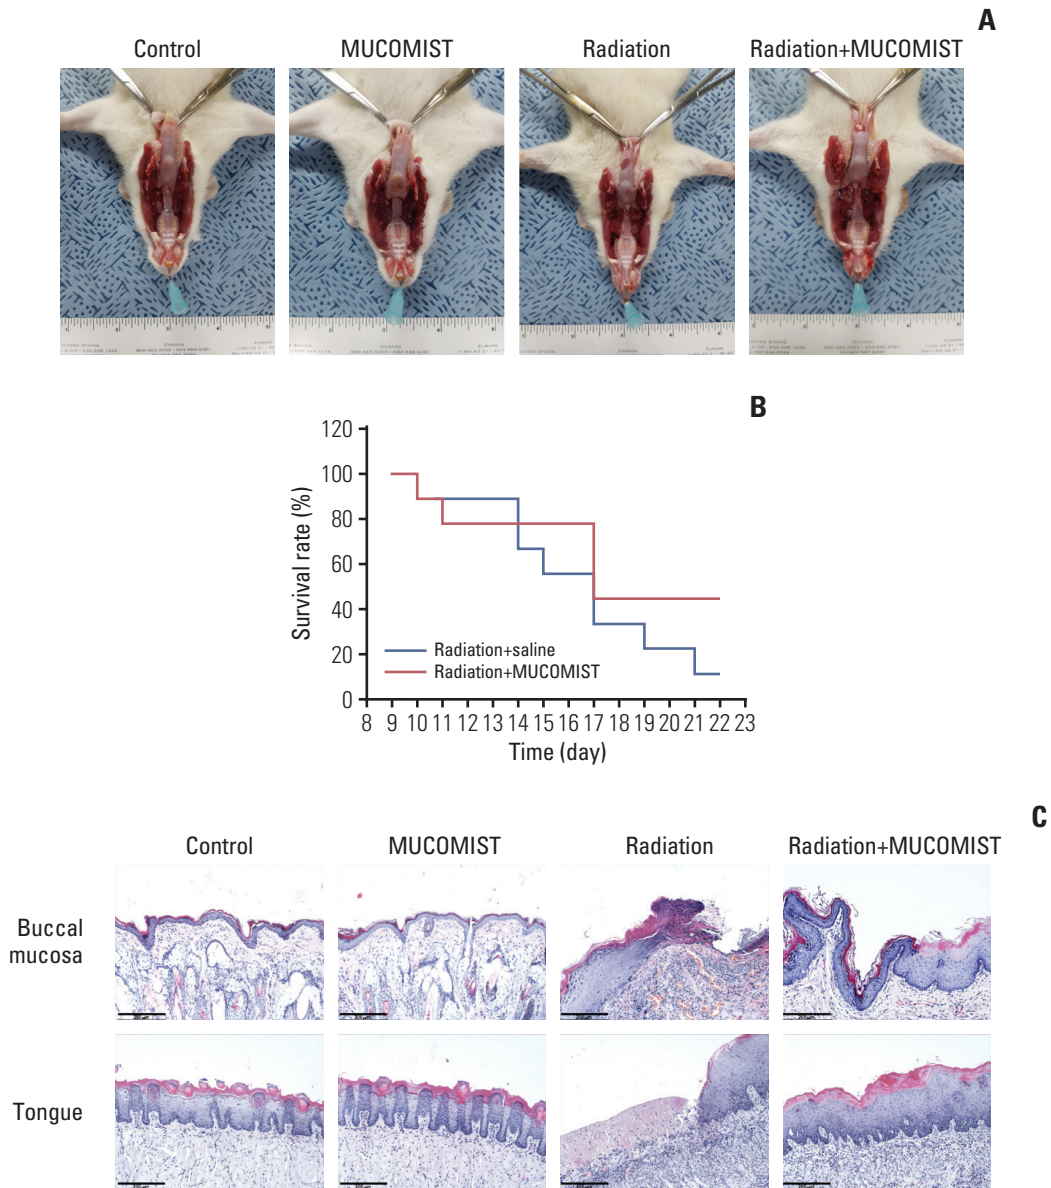 A
Control
MUCOMIST
Radiation
Radiation+MUCOMIST
B
Survival rate (%)
120
100
80
60
40
20
0
Radiation+saline
Radiation+MUCOMIST
8 9 10 11 12 13 14 15 16 17 18 19 20 21 22 23
Time (day)
C
Control
MUCOMIST
Radiation
Radiation+MUCOMIST
Buccal
mucosa
Tongue